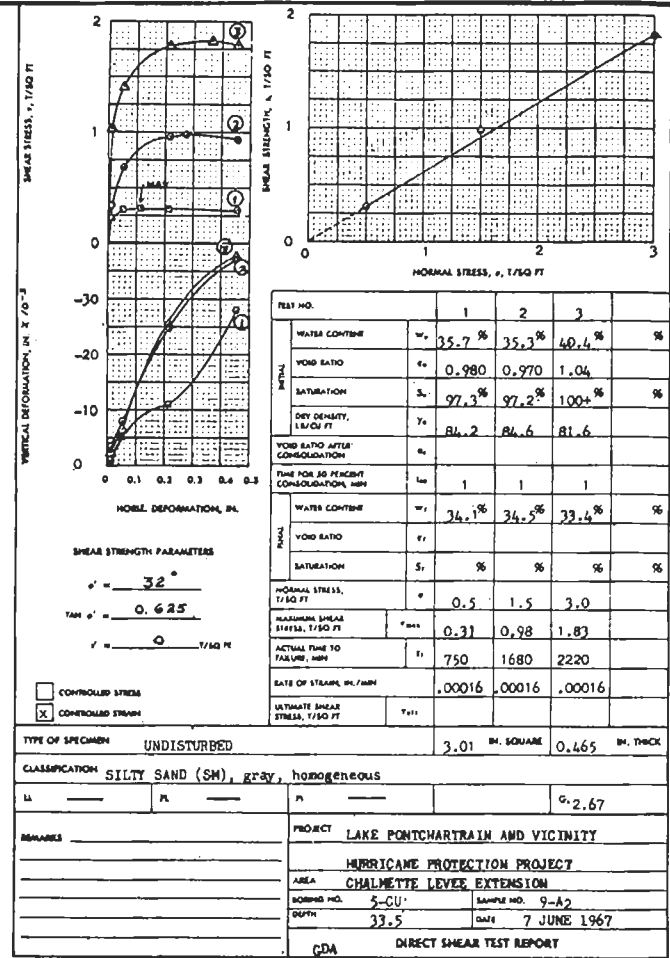 2
SHEAR STRESS, τ, T/SQ FT
1
0
3
2
1
MAX
2
SHEAR STRENGTH, s, T/SQ FT
1
0
0
1
2
3
NORMAL STRESS, σ, T/SQ FT
VERTICAL DEFORMATION, IN. X 10⁻³
-30
-20
-10
0
2
3
1
0 0.1 0.2 0.3 0.4 0.5
HORIZ. DEFORMATION, IN.
SHEAR STRENGTH PARAMETERS
φ' = 32°
TAN φ' = 0.625
c' = 0 T/SQ FT
CONTROLLED STRESS
X CONTROLLED STRAIN
TEST NO. 1 2 3
INITIAL
WATER CONTENT w₀ 35.7% 35.3% 40.4% %
VOID RATIO e₀ 0.980 0.970 1.04
SATURATION S₀ 97.3% 97.2% 100+% %
DRY DENSITY, LB/CU FT γ₀ 84.2 84.6 81.6
VOID RATIO AFTER CONSOLIDATION
TIME FOR 50 PERCENT CONSOLIDATION, MIN t₅₀ 1 1 1
FINAL
WATER CONTENT wf 34.1% 34.5% 33.4% %
VOID RATIO ef
SATURATION Sf % % % %
NORMAL STRESS, T/SQ FT σ 0.5 1.5 3.0
MAXIMUM SHEAR STRESS, T/SQ FT τmax 0.31 0.98 1.83
ACTUAL TIME TO FAILURE, MIN tf 750 1680 2220
RATE OF STRAIN, IN./MIN .00016 .00016 .00016
ULTIMATE SHEAR STRESS, T/SQ FT τult
TYPE OF SPECIMEN UNDISTURBED 3.01 IN. SQUARE 0.465 IN. THICK
CLASSIFICATION SILTY SAND (SM), gray, homogeneous
LL — PL — PI — Gs 2.67
REMARKS
PROJECT LAKE PONTCHARTRAIN AND VICINITY
HURRICANE PROTECTION PROJECT
AREA CHALMETTE LEVEE EXTENSION
BORING NO. 5-CU SAMPLE NO. 9-A2
DEPTH 33.5 DATE 7 JUNE 1967
GDA DIRECT SHEAR TEST REPORT